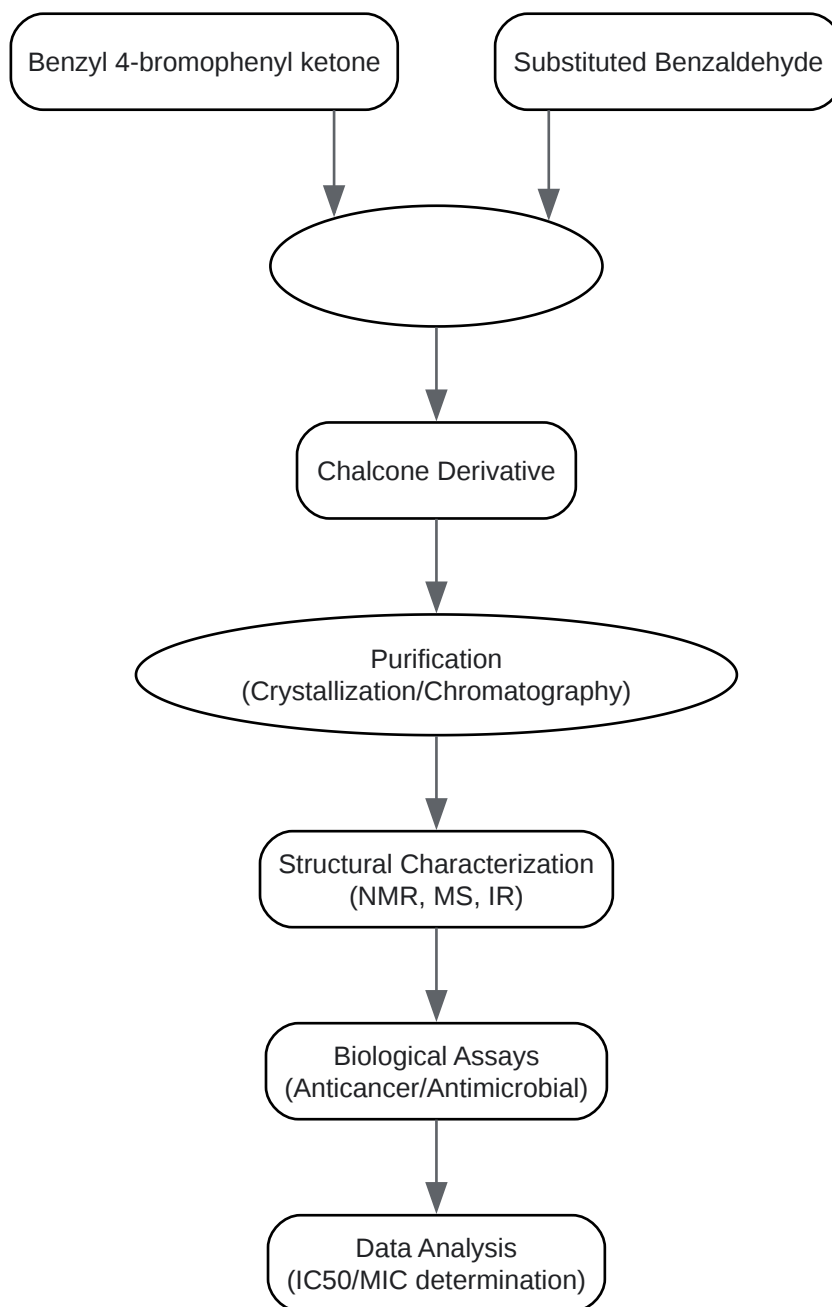 Benzyl 4-bromophenyl ketone
Substituted Benzaldehyde
Chalcone Derivative
Purification
(Crystallization/Chromatography)
Structural Characterization
(NMR, MS, IR)
Biological Assays
(Anticancer/Antimicrobial)
Data Analysis
(IC50/MIC determination)